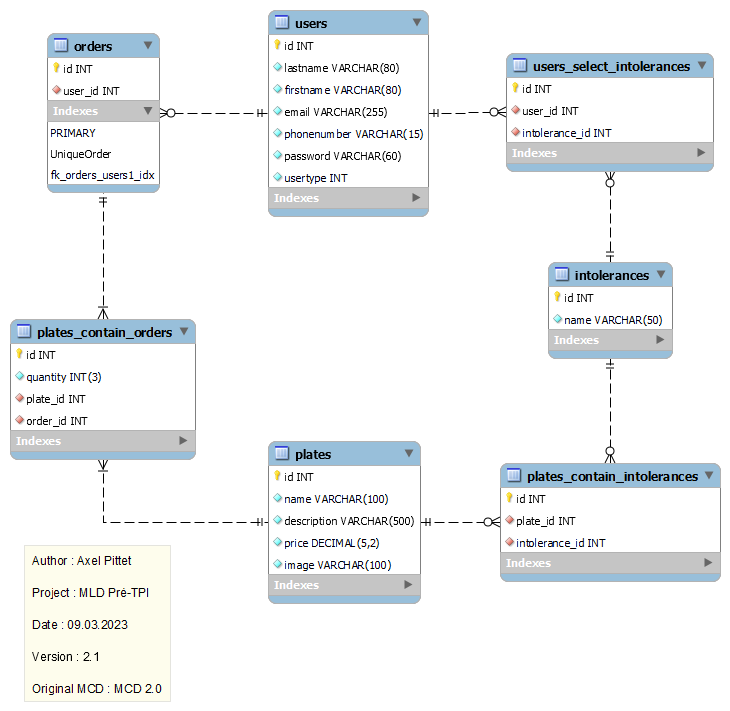 orders
id INT
user_id INT
Indexes
PRIMARY
UniqueOrder
fk_orders_users1_idx
users
id INT
lastname VARCHAR(80)
firstname VARCHAR(80)
email VARCHAR(255)
phonenumber VARCHAR(15)
password VARCHAR(60)
usertype INT
Indexes
users_select_intolerances
id INT
user_id INT
intolerance_id INT
Indexes
intolerances
id INT
name VARCHAR(50)
Indexes
plates_contain_orders
id INT
quantity INT(3)
plate_id INT
order_id INT
Indexes
plates
id INT
name VARCHAR(100)
description VARCHAR(500)
price DECIMAL(5,2)
image VARCHAR(100)
Indexes
plates_contain_intolerances
id INT
plate_id INT
intolerance_id INT
Indexes
Author : Axel Pittet
Project : MLD Pré-TPI
Date : 09.03.2023
Version : 2.1
Original MCD : MCD 2.0